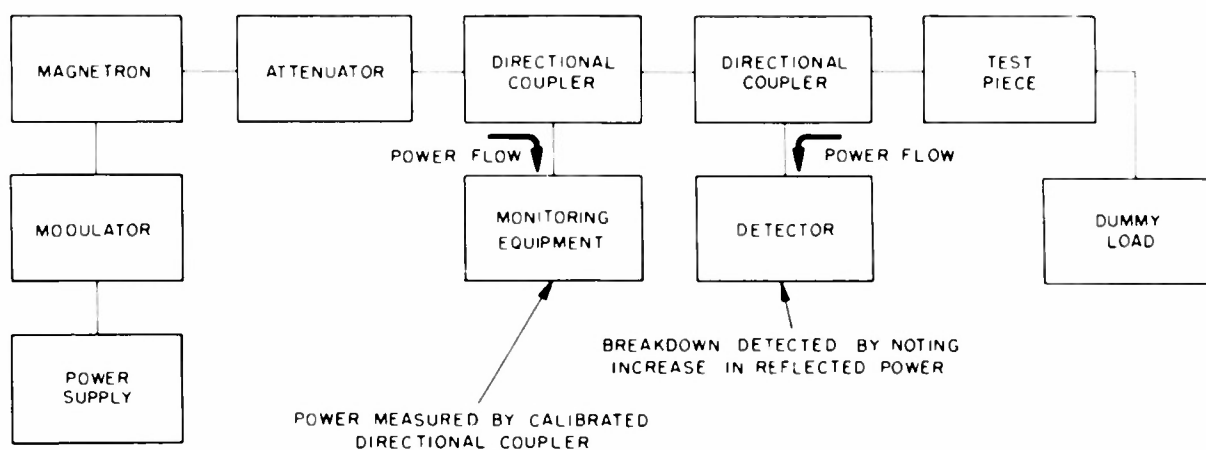 MAGNETRON
ATTENUATOR
DIRECTIONAL
COUPLER
DIRECTIONAL
COUPLER
TEST
PIECE
POWER FLOW
POWER FLOW
MODULATOR
MONITORING
EQUIPMENT
DETECTOR
DUMMY
LOAD
BREAKDOWN DETECTED BY NOTING
INCREASE IN REFLECTED POWER
POWER
SUPPLY
POWER MEASURED BY CALIBRATED
DIRECTIONAL COUPLER